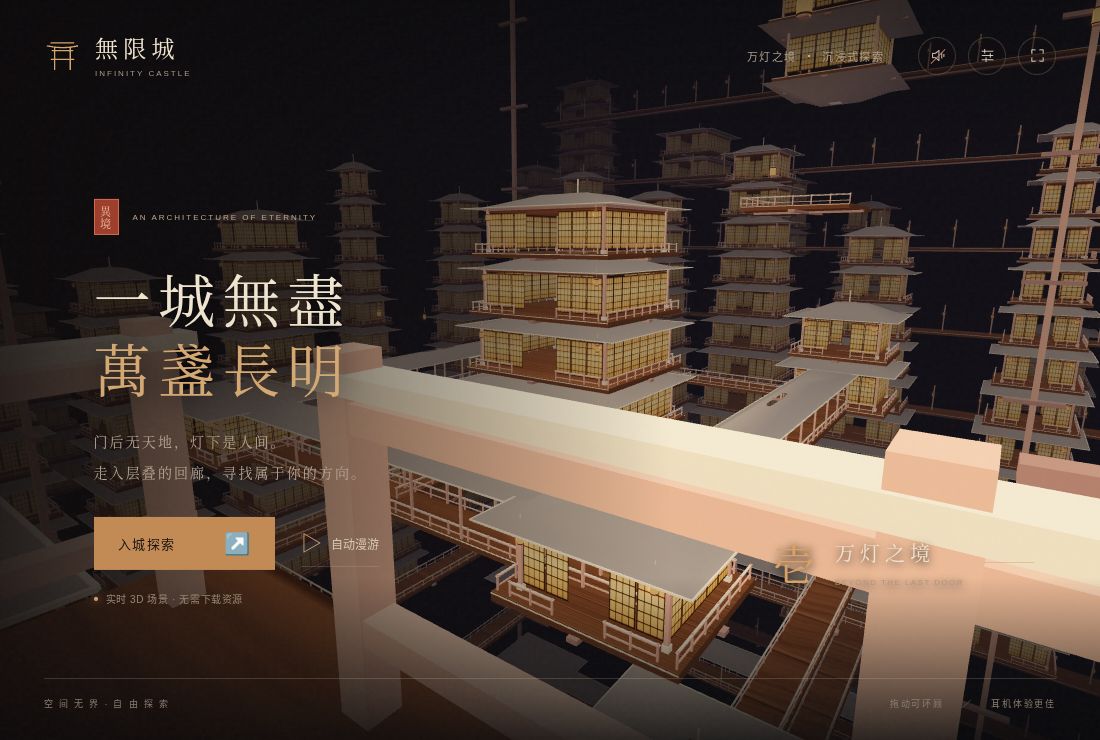 無限城
INFINITY CASTLE
万灯之境 · 沉浸式探索
異境
AN ARCHITECTURE OF ETERNITY
一城無盡
萬盞長明
门后无天地，灯下是人间。
走入层叠的回廊，寻找属于你的方向。
入城探索
自动漫游
实时 3D 场景 · 无需下载资源
壱
万灯之境
BEYOND THE LAST DOOR
空间无界 · 自由探索
拖动可环顾
耳机体验更佳